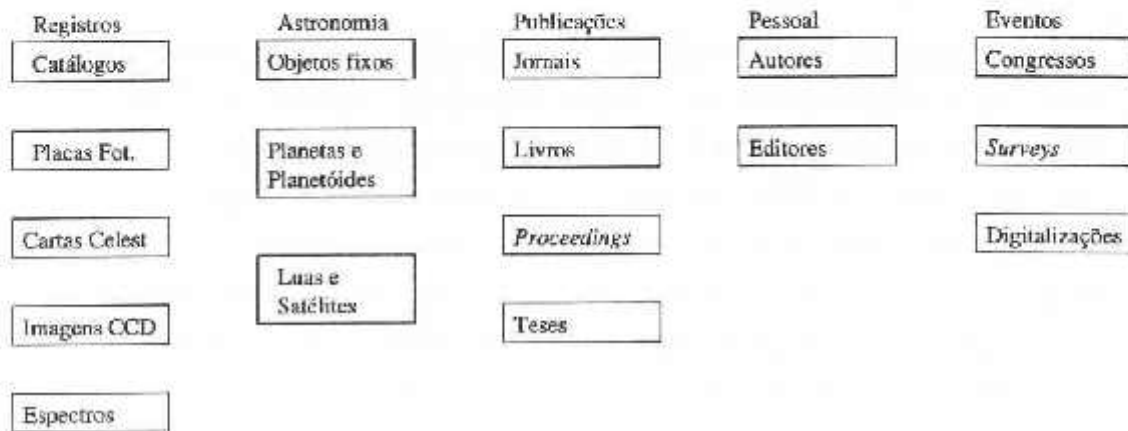 Registros
Astronomia
Publicações
Pessoal
Eventos
Catálogos
Objetos fixos
Jornais
Autores
Congressos
Placas Fot.
Planetas e
Planetóides
Livros
Editores
Surveys
Cartas Celest
Luas e
Satélites
Proceedings
Digitalizações
Imagens CCD
Teses
Espectros